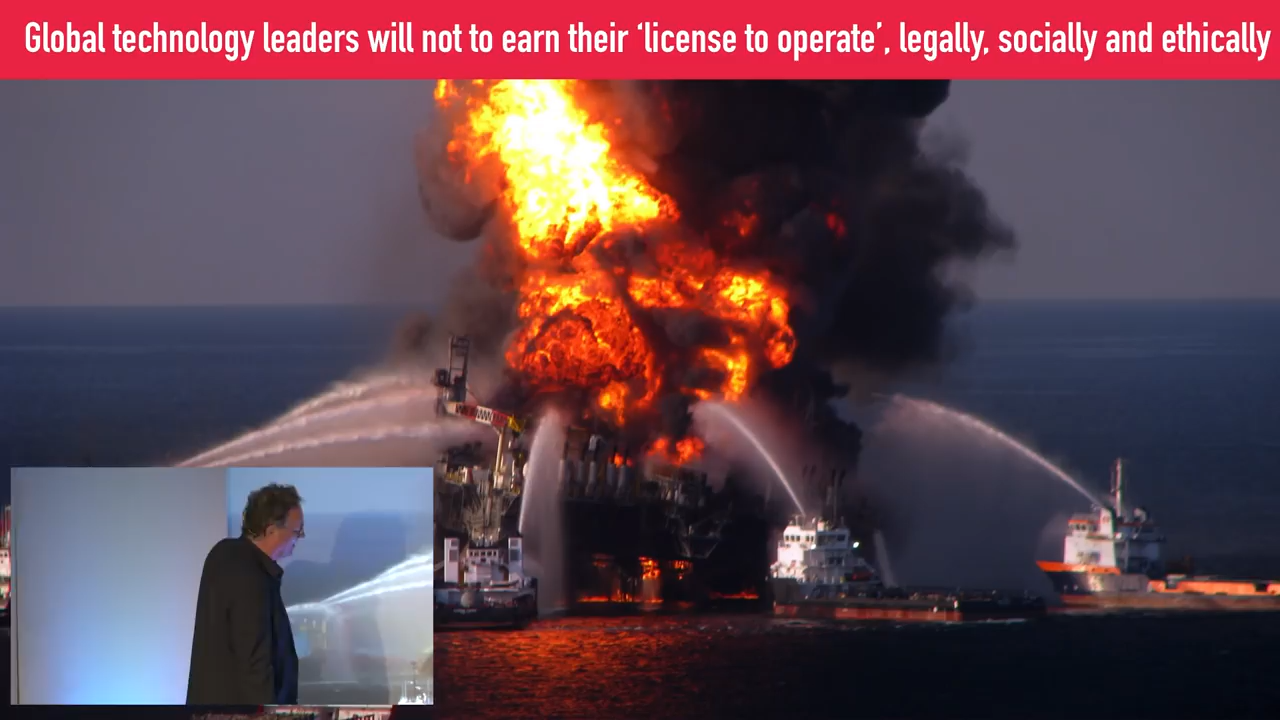 Global technology leaders will not to earn their ‘license to operate’, legally, socially and ethically